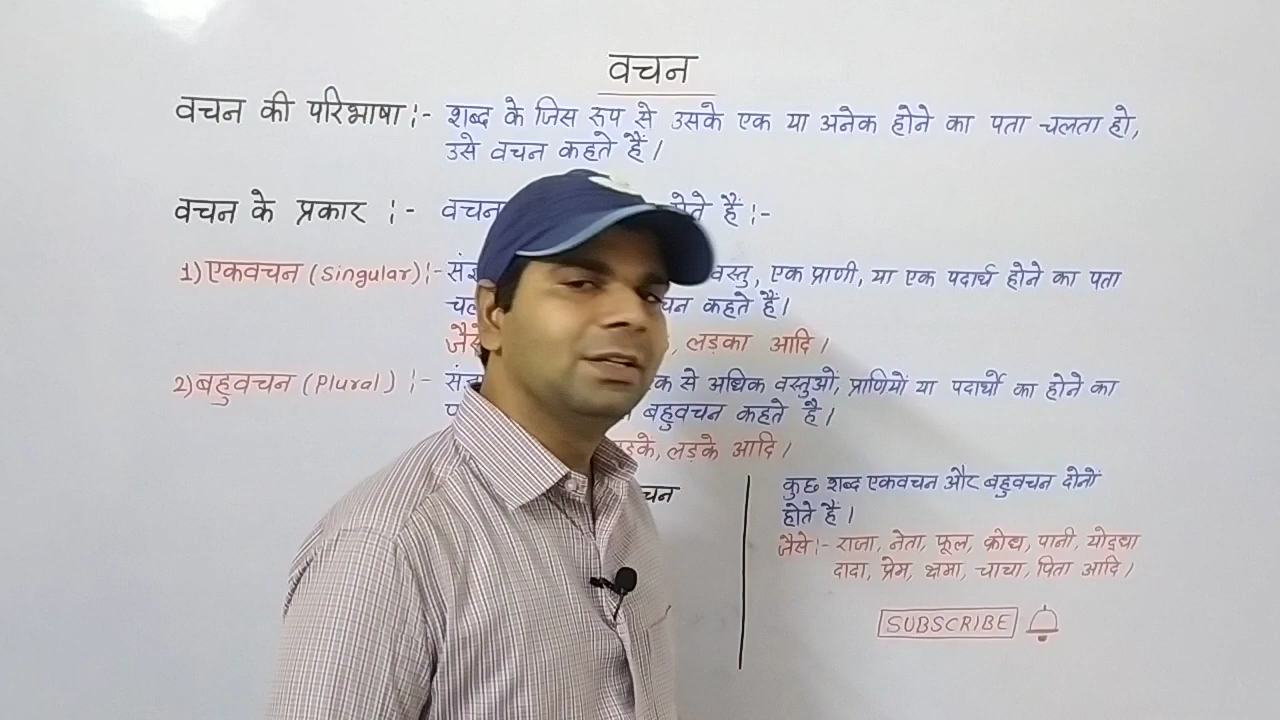 वचन
वचन की परिभाषा :- शब्द के जिस रूप से उसके एक या अनेक होने का पता चलता हो,
उसे वचन कहते हैं।
वचन के प्रकार :- वचन होते हैं :-
1) एकवचन (Singular) :- वस्तु, एक प्राणी, या एक पदार्थ होने का पता
कहते हैं।
लड़का आदि।
2) बहुवचन (Plural) :- से अधिक वस्तुओं, प्राणियों या पदार्थो का होने का
बहुवचन कहते है।
लड़के आदि।
कुछ शब्द एकवचन और बहुवचन दोनों
होते हैं।
जैसे :- राजा, नेता, फूल, क्रोध, पानी, योद्धा
दादा, प्रेम, क्षमा, चाचा, पिता आदि।
SUBSCRIBE